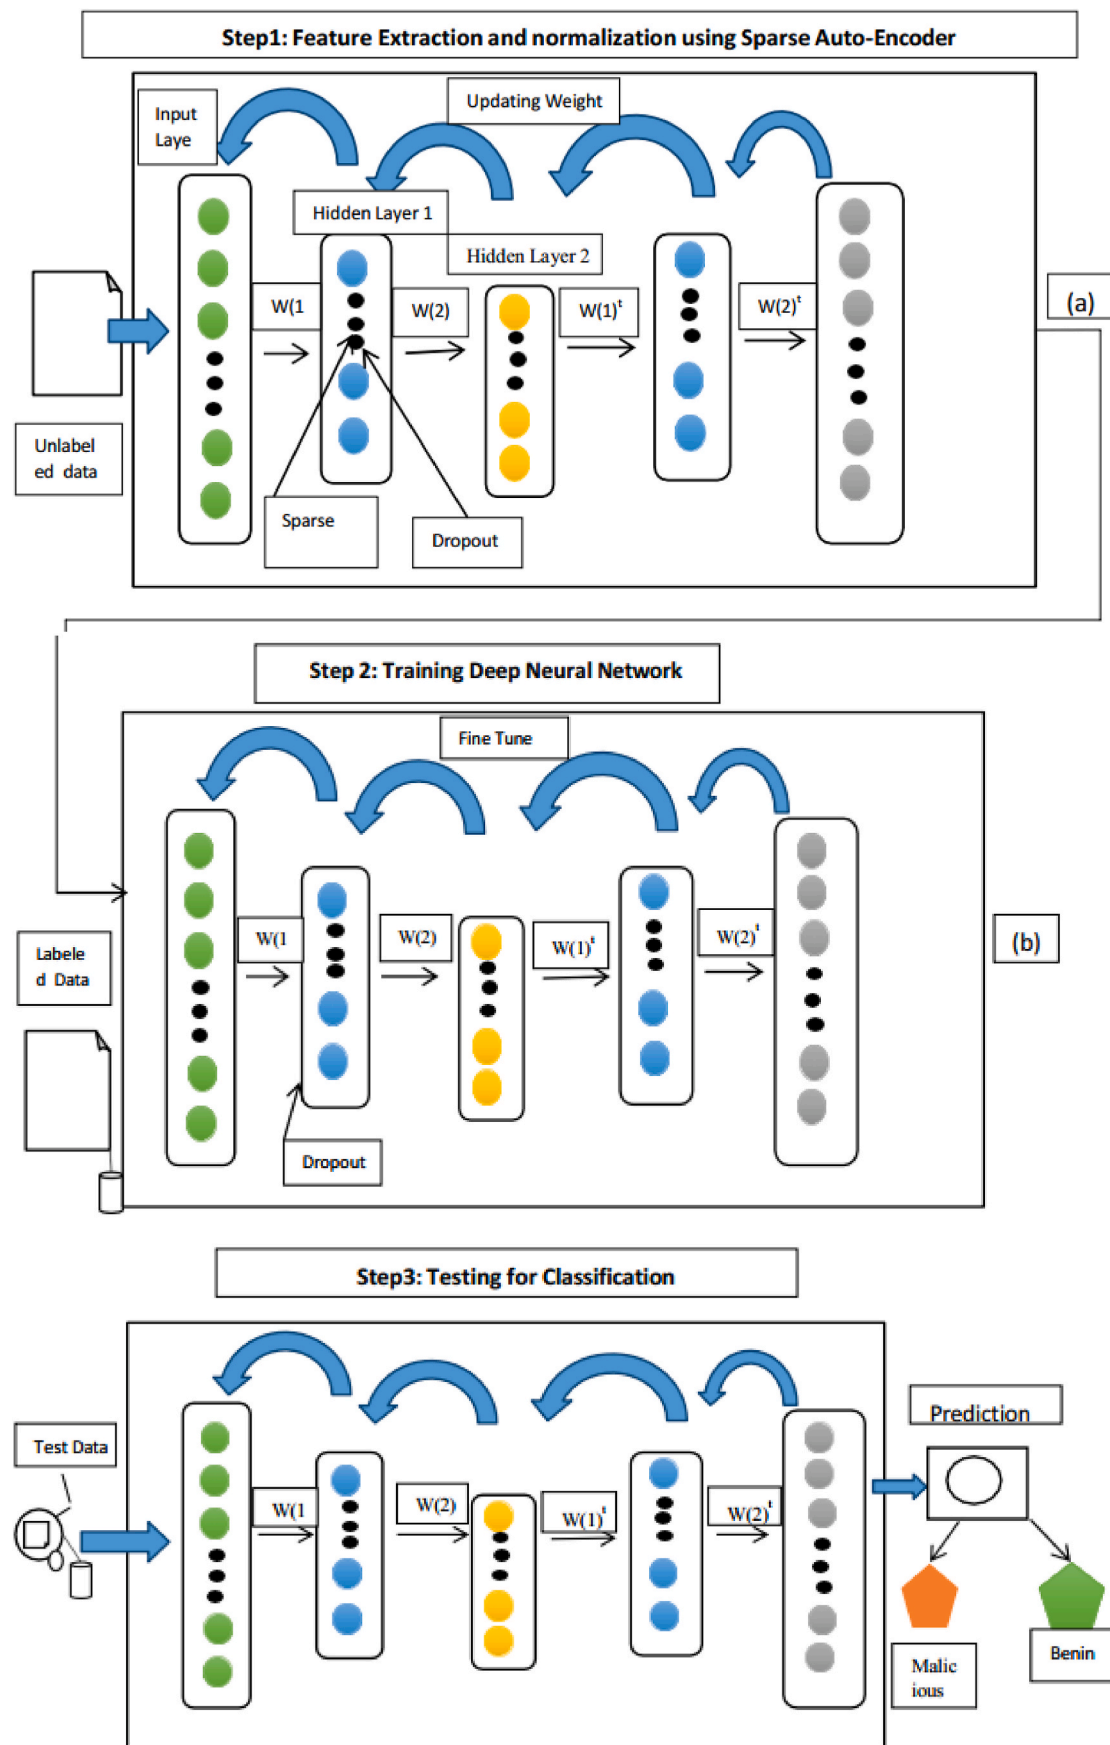 Step1: Feature Extraction and normalization using Sparse Auto-Encoder
Input
Laye
Updating Weight
Hidden Layer 1
Hidden Layer 2
W(1
W(2)
W(1)ᵗ
W(2)ᵗ
(a)
Unlabel
ed data
Sparse
Dropout
Step 2: Training Deep Neural Network
Fine Tune
W(1
W(2)
W(1)ᵗ
W(2)ᵗ
(b)
Labele
d Data
Dropout
Step3: Testing for Classification
Test Data
W(1
W(2)
W(1)ᵗ
W(2)ᵗ
Prediction
Malic
ious
Benin